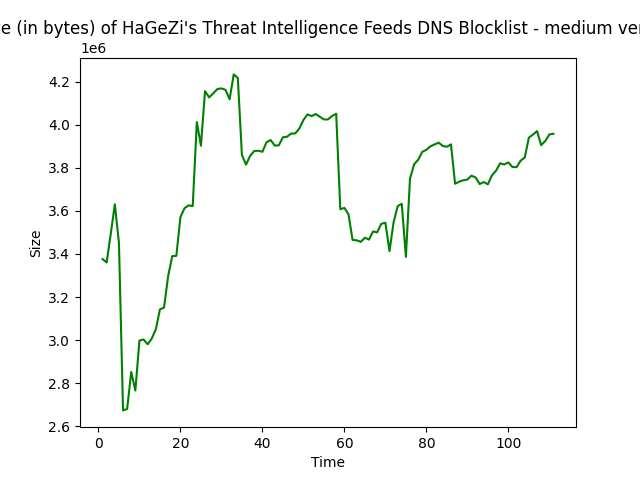 (in bytes) of HaGeZi's Threat Intelligence Feeds DNS Blocklist - medium
1e6
4.2
4.0
3.8
3.6
3.4
3.2
3.0
2.8
2.6
Size
0 20 40 60 80 100
Time